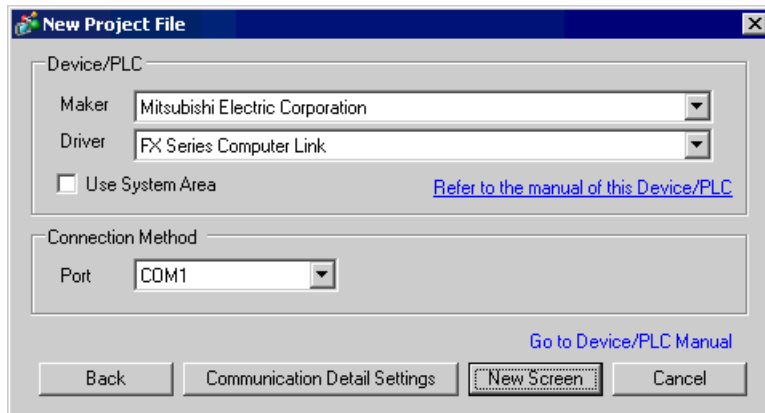 New Project File
Device/PLC
Maker Mitsubishi Electric Corporation
Driver FX Series Computer Link
Use System Area Refer to the manual of this Device/PLC
Connection Method
Port COM1
Go to Device/PLC Manual
Back Communication Detail Settings New Screen Cancel